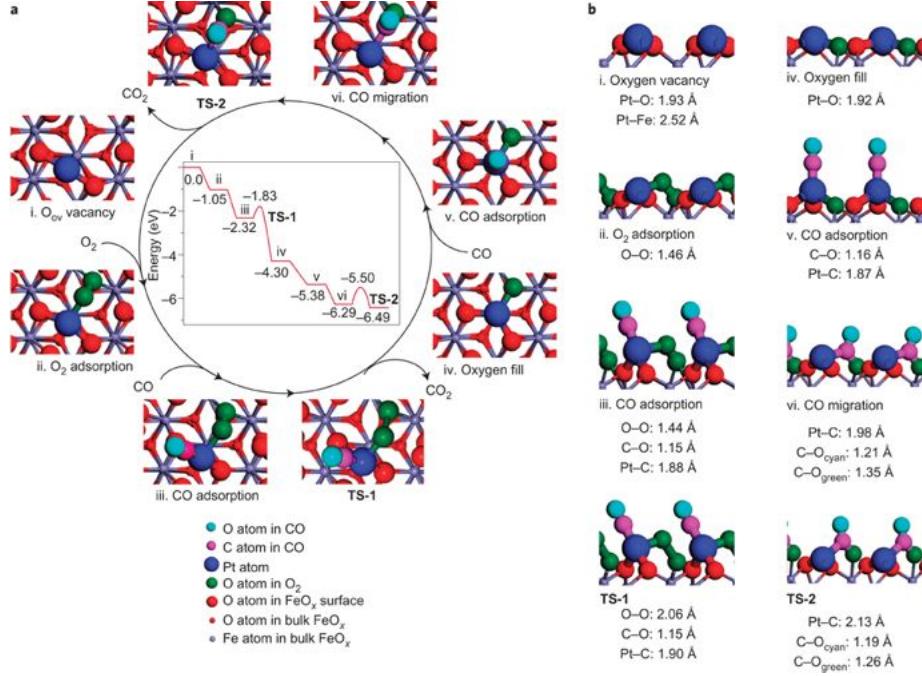 a
TS-2
vi. CO migration
CO₂
i. Oov vacancy
O₂
ii. O₂ adsorption
CO
iii. CO adsorption
TS-1
CO₂
iv. Oxygen fill
CO
v. CO adsorption
Energy (eV)
0
−2
−4
−6
i
0.0
ii
−1.05
iii
−2.32
−1.83
TS-1
iv
−4.30
v
−5.38
vi
−6.29
−5.50
TS-2
−6.49
O atom in CO
C atom in CO
Pt atom
O atom in O₂
O atom in FeOₓ surface
O atom in bulk FeOₓ
Fe atom in bulk FeOₓ
b
i. Oxygen vacancy
Pt–O: 1.93 Å
Pt–Fe: 2.52 Å
ii. O₂ adsorption
O–O: 1.46 Å
iii. CO adsorption
O–O: 1.44 Å
C–O: 1.15 Å
Pt–C: 1.88 Å
TS-1
O–O: 2.06 Å
C–O: 1.15 Å
Pt–C: 1.90 Å
iv. Oxygen fill
Pt–O: 1.92 Å
v. CO adsorption
C–O: 1.16 Å
Pt–C: 1.87 Å
vi. CO migration
Pt–C: 1.98 Å
C–Ocyan: 1.21 Å
C–Ogreen: 1.35 Å
TS-2
Pt–C: 2.13 Å
C–Ocyan: 1.19 Å
C–Ogreen: 1.26 Å